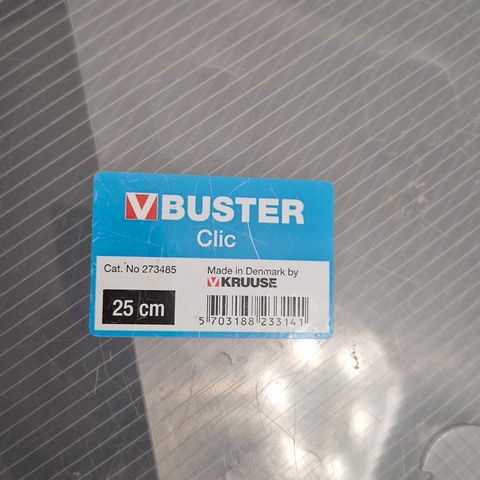 V BUSTER
Clic
Cat. No 273485
Made in Denmark by
V KRUUSE
25 cm
5 703188 233141